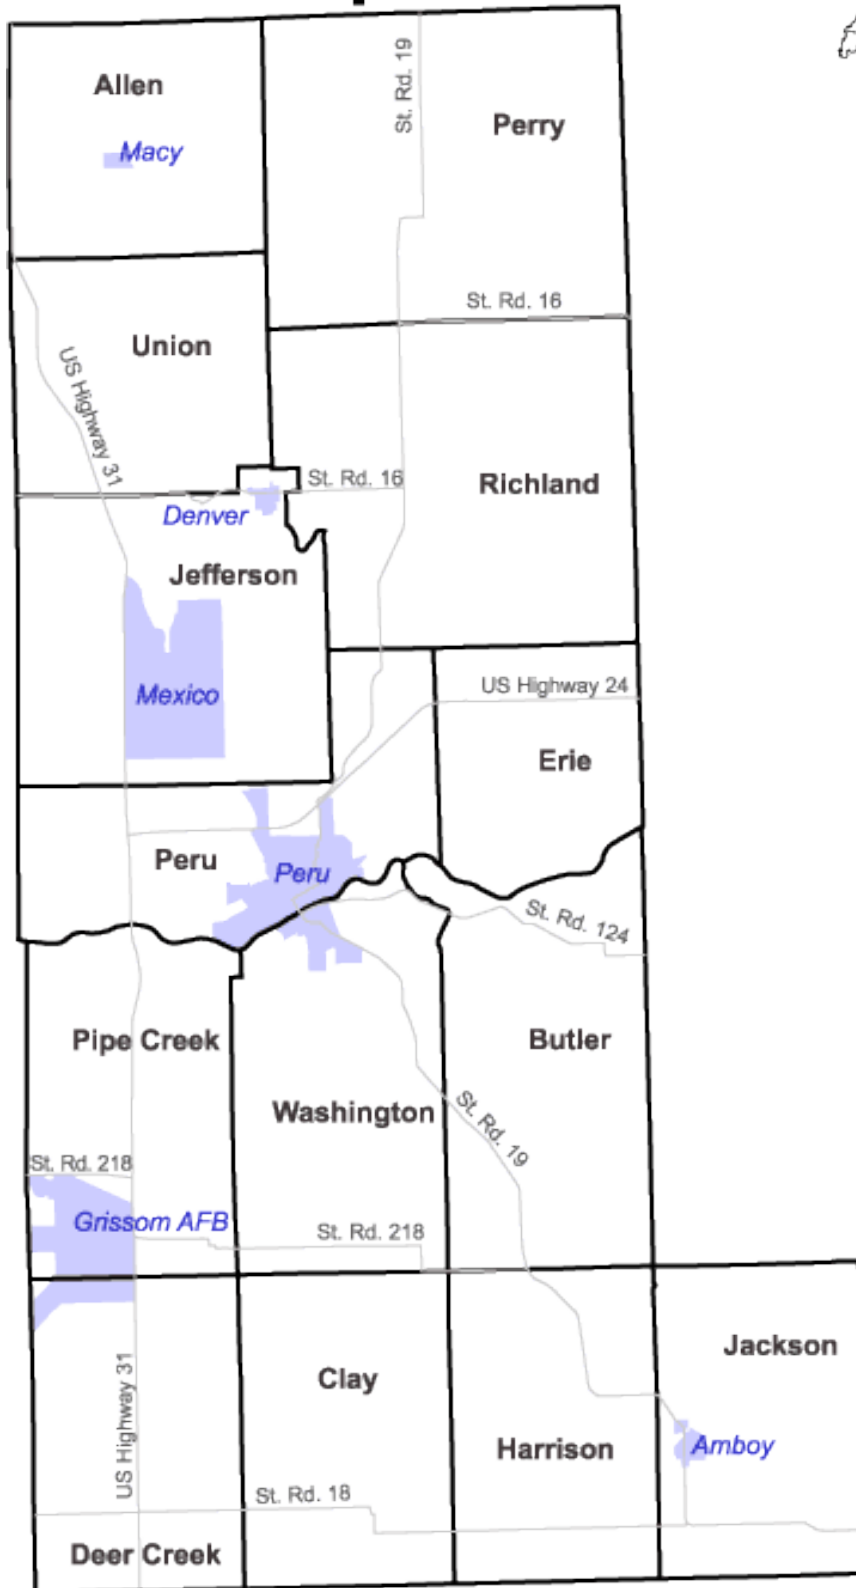 St. Rd. 19
Allen
Perry
Macy
St. Rd. 16
Union
US Highway 31
St. Rd. 16
Richland
Denver
Jefferson
US Highway 24
Mexico
Erie
Peru
Peru
St. Rd. 124
Pipe Creek
Butler
Washington
St. Rd. 19
St. Rd. 218
Grissom AFB
St. Rd. 218
Jackson
Clay
US Highway 31
Harrison
Amboy
St. Rd. 18
Deer Creek